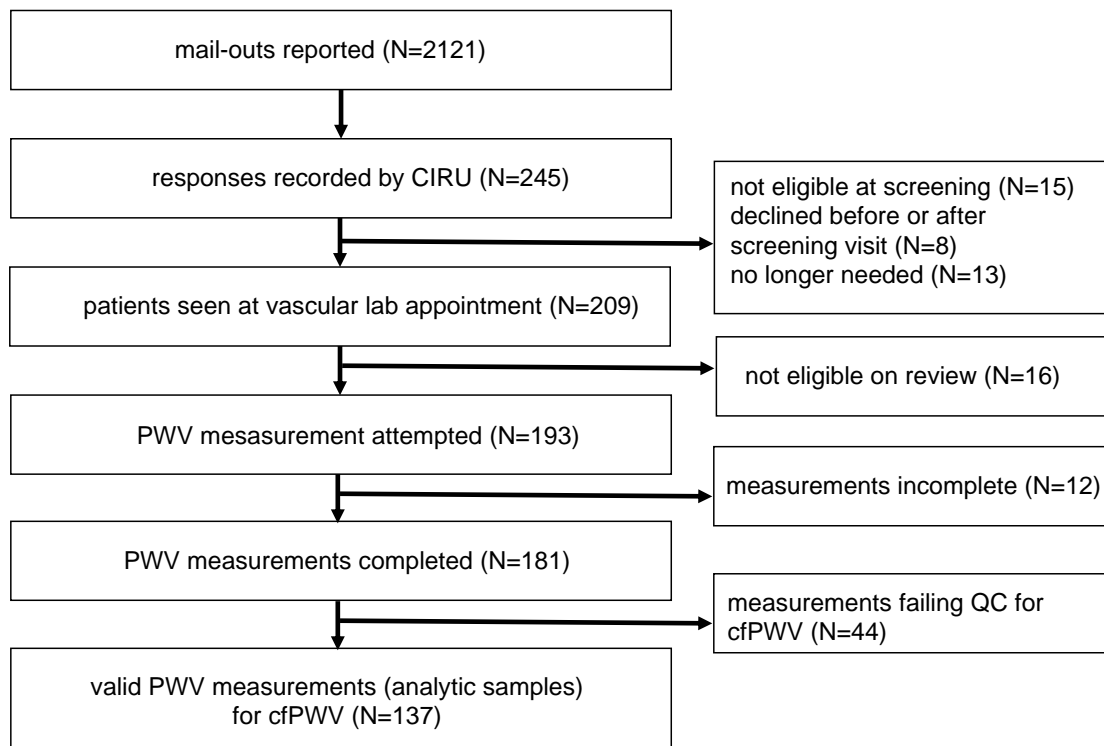 mail-outs reported (N=2121)
responses recorded by CIRU (N=245)
not eligible at screening (N=15)
declined before or after
screening visit (N=8)
no longer needed (N=13)
patients seen at vascular lab appointment (N=209)
not eligible on review (N=16)
PWV mesasurement attempted (N=193)
measurements incomplete (N=12)
PWV measurements completed (N=181)
measurements failing QC for
cfPWV (N=44)
valid PWV measurements (analytic samples)
for cfPWV (N=137)